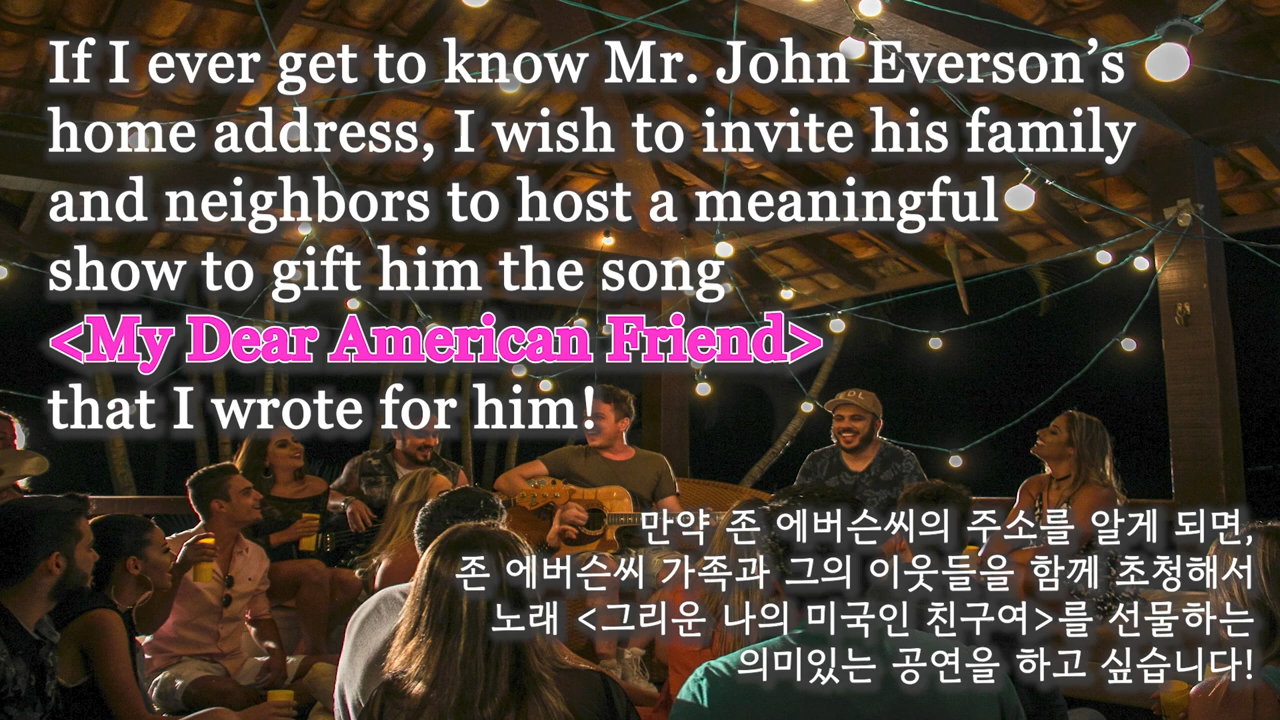 If I ever get to know Mr. John Everson’s
home address, I wish to invite his family
and neighbors to host a meaningful
show to gift him the song
<My Dear American Friend>
that I wrote for him!
만약 존 에버슨씨의 주소를 알게 되면,
존 에버슨씨 가족과 그의 이웃들을 함께 초청해서
노래 <그리운 나의 미국인 친구여>를 선물하는
의미있는 공연을 하고 싶습니다!